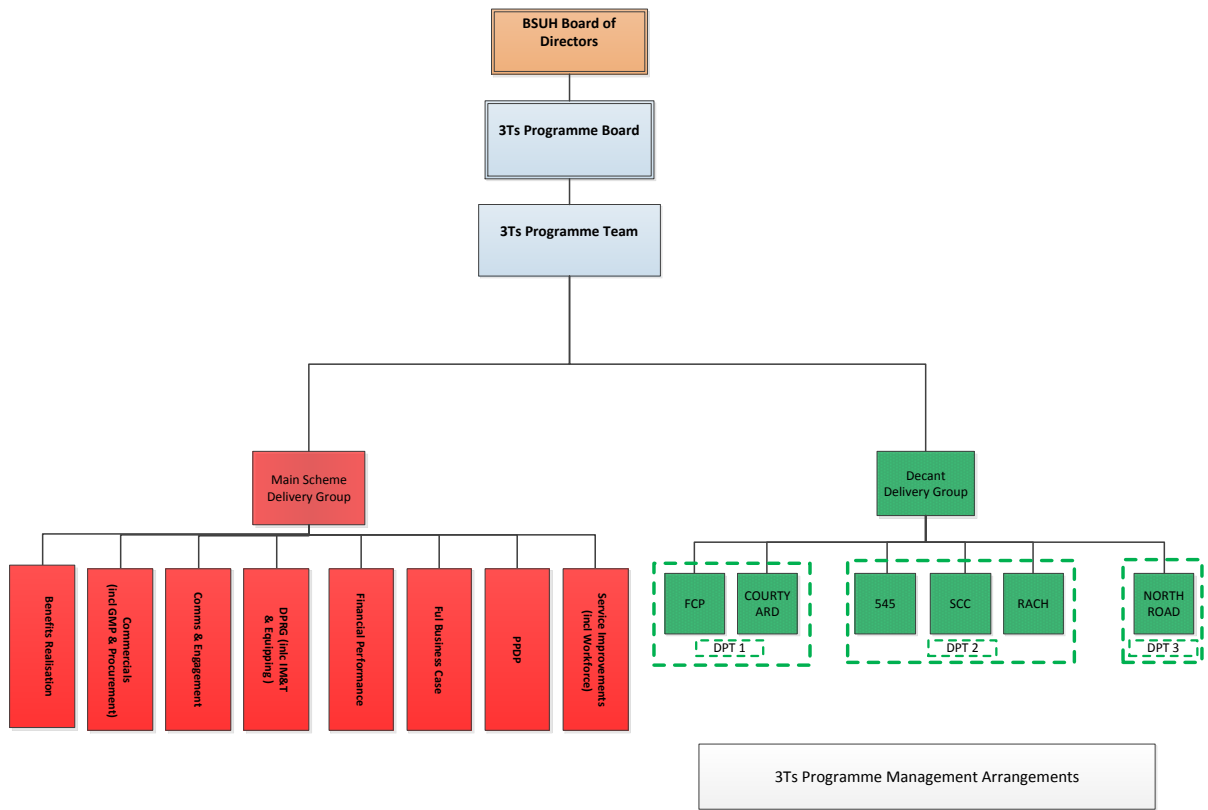 BSUH Board of
Directors
3Ts Programme Board
3Ts Programme Team
Main Scheme
Delivery Group
Decant
Delivery Group
Benefits Realisation
Commercials
(incl GMP & Procurement)
Comms & Engagement
DPRG (inlc IM&T
& Equipping )
Financial Performance
Ful Business Case
PPDP
Service Improvements
(incl Workforce)
FCP
COURTY
ARD
DPT 1
545
SCC
RACH
DPT 2
NORTH
ROAD
DPT 3
3Ts Programme Management Arrangements